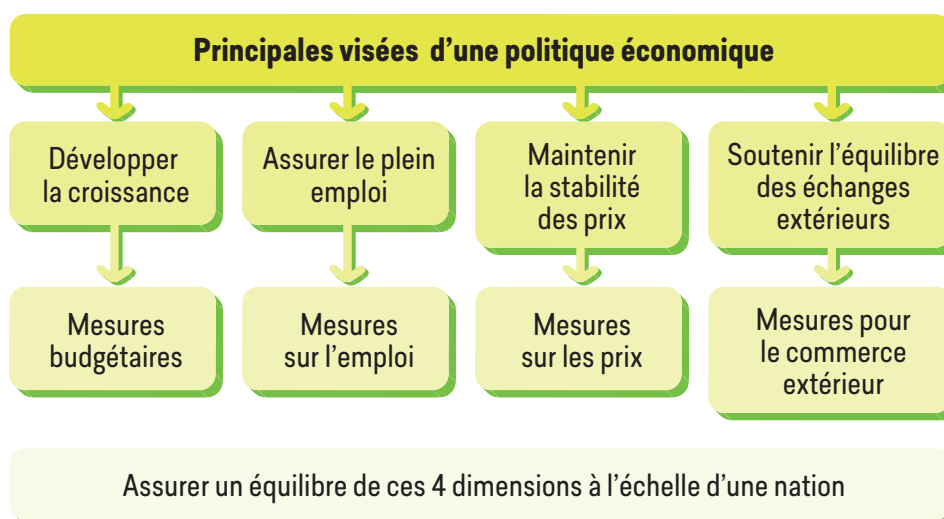 Principales visées d'une politique économique
Développer
la croissance
Assurer le plein
emploi
Maintenir
la stabilité
des prix
Soutenir l'équilibre
des échanges
extérieurs
Mesures
budgétaires
Mesures
sur l'emploi
Mesures
sur les prix
Mesures pour
le commerce
extérieur
Assurer un équilibre de ces 4 dimensions à l'échelle d'une nation